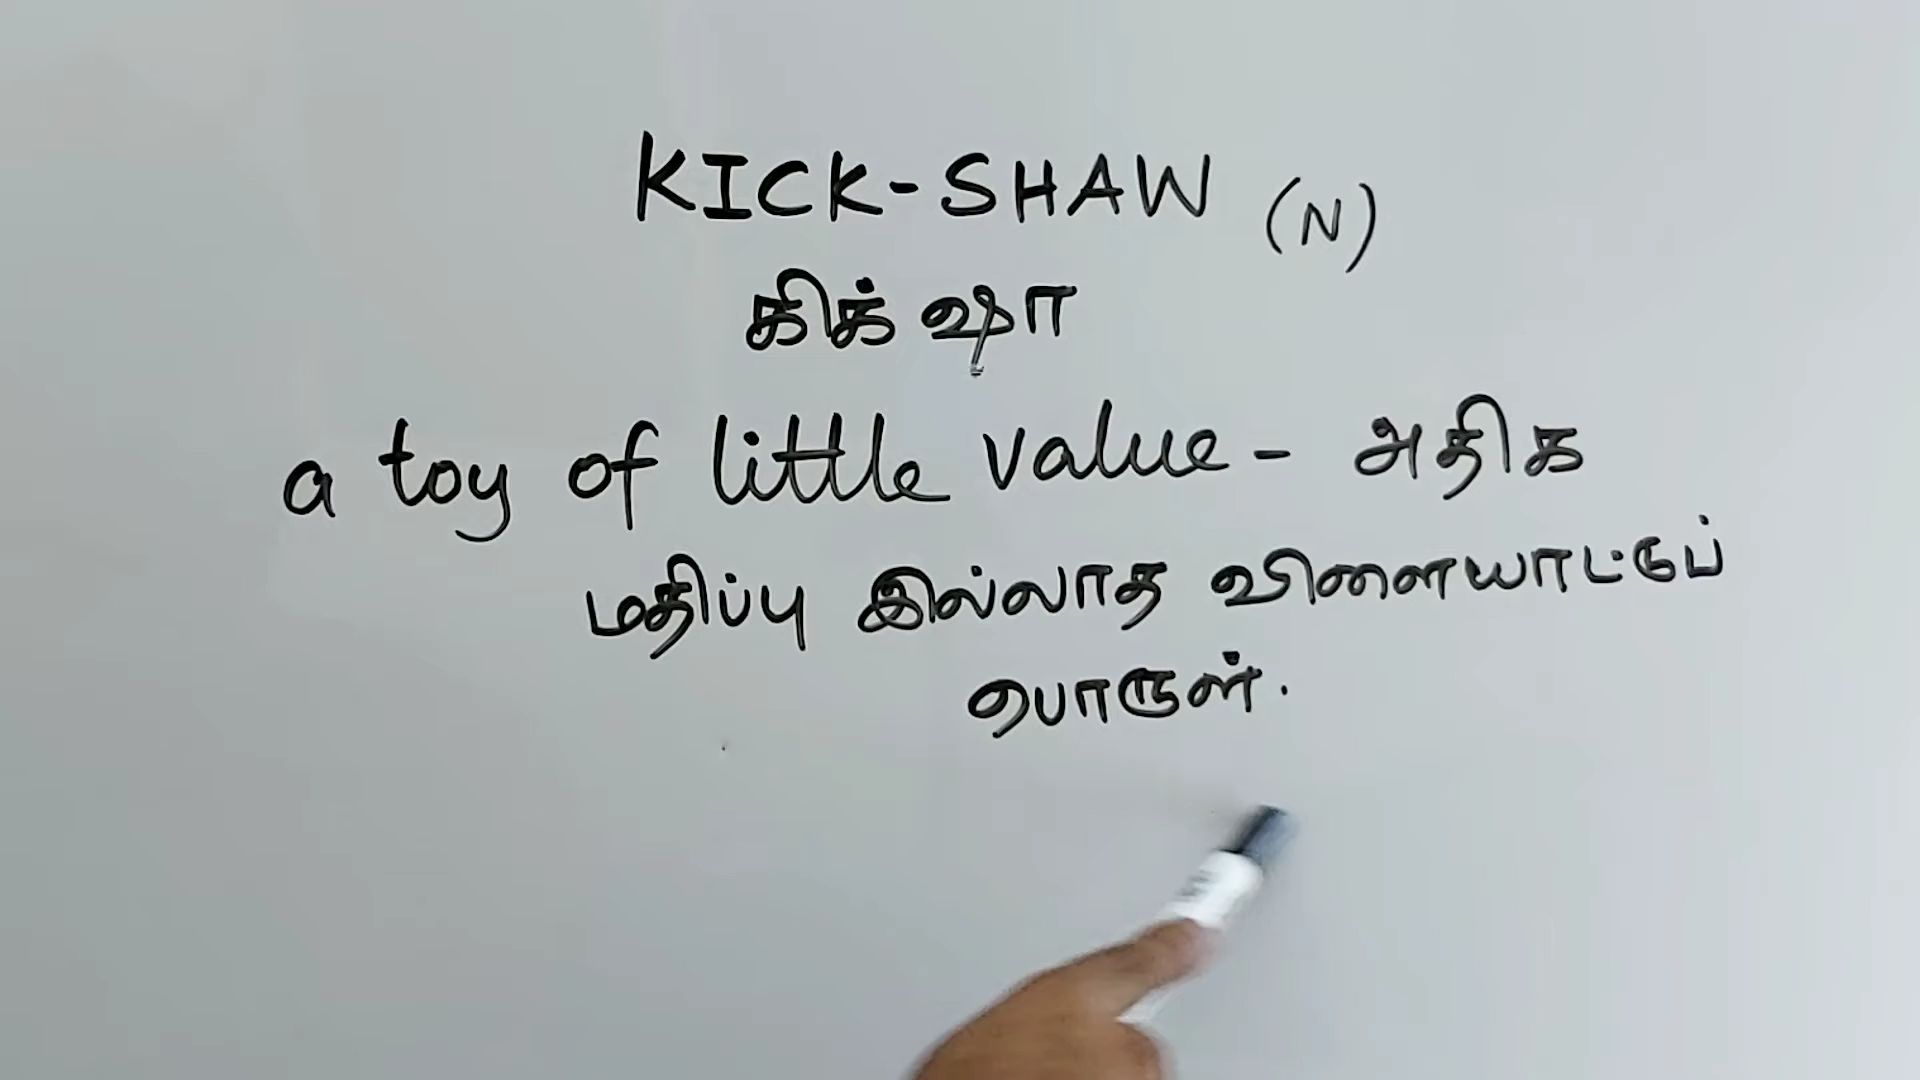 KICK-SHAW (N)
கிக் ஷா
a toy of little value - அதிக
மதிப்பு இல்லாத விளையாட்டுப்
பொருள்.